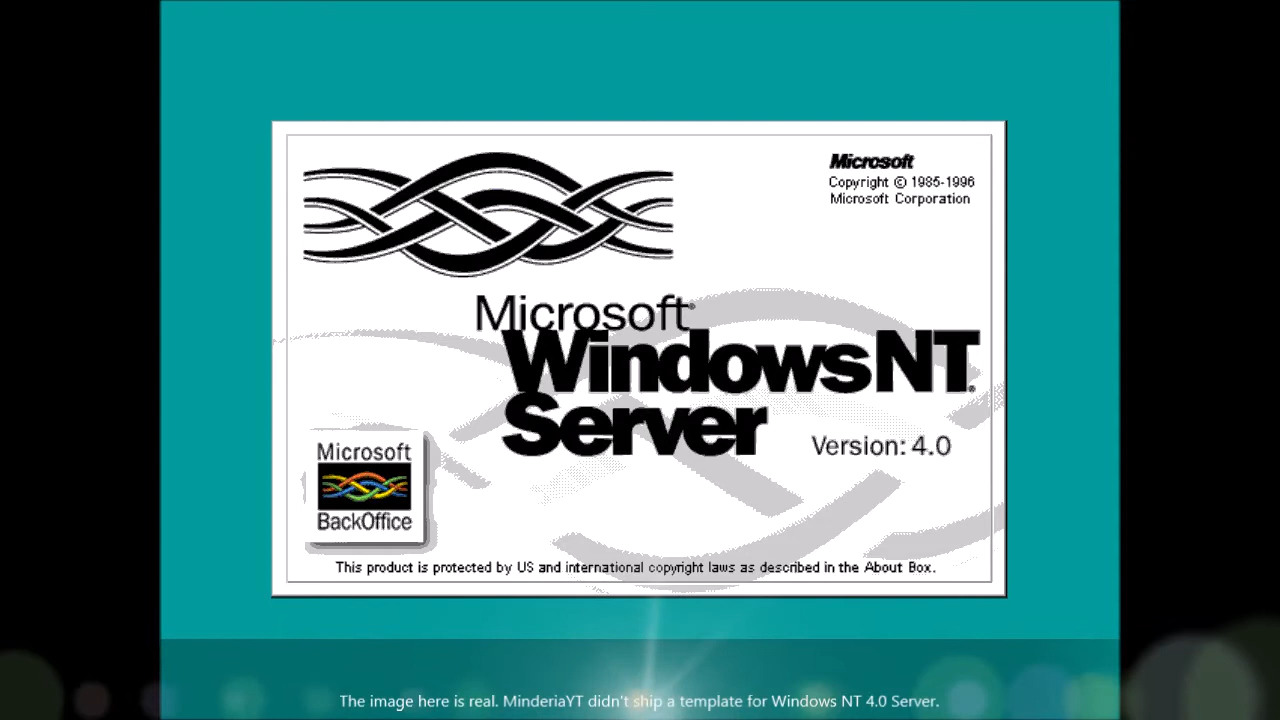 Microsoft
Copyright © 1985-1996
Microsoft Corporation
Microsoft®
Windows NT®
Server
Version: 4.0
Microsoft
BackOffice
This product is protected by US and international copyright laws as described in the About Box.
The image here is real. MinderiaYT didn't ship a template for Windows NT 4.0 Server.